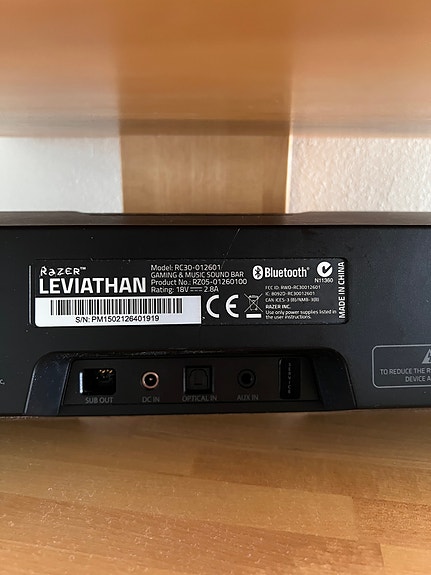 RAZER™
LEVIATHAN
Model: RC30-012601
GAMING & MUSIC SOUND BAR
Product No.: RZ05-01260100
Rating: 18V ⎓ 2.8A
S/N: PM1502126401919
CE
Bluetooth®
N11360
FCC ID: RWO-RC30012601
IC: 8092D-RC30012601
CAN ICES-3 (B)/NMB-3(B)
RAZER INC.
Use only power supplies listed in
the user instructions.
MADE IN CHINA
SUB OUT
DC IN
OPTICAL IN
AUX IN
SERVICE
TO REDUCE THE R
DEVICE A